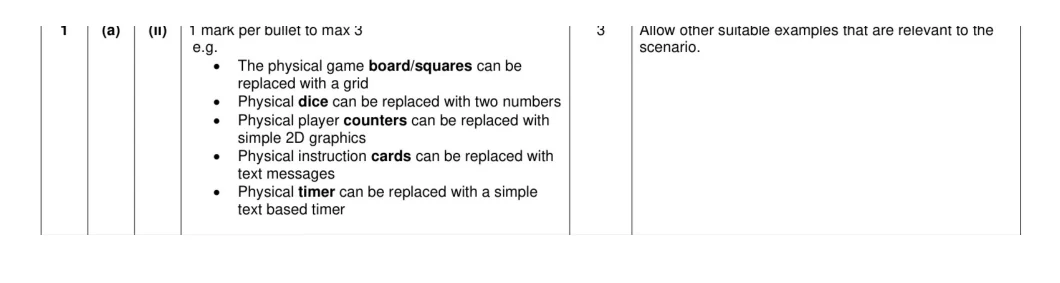 1 (a) (ii) 1 mark per bullet to max 3 3 Allow other suitable examples that are relevant to the
e.g. scenario.
• The physical game board/squares can be
replaced with a grid
• Physical dice can be replaced with two numbers
• Physical player counters can be replaced with
simple 2D graphics
• Physical instruction cards can be replaced with
text messages
• Physical timer can be replaced with a simple
text based timer